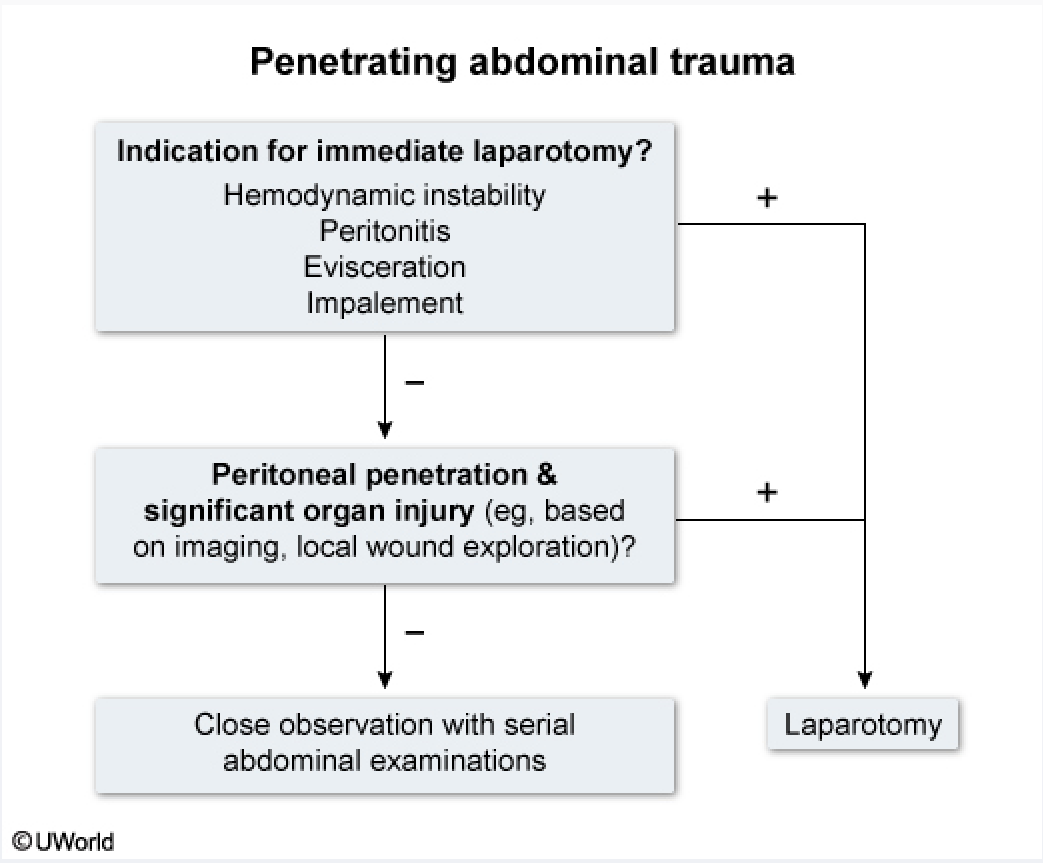 Penetrating abdominal trauma
Indication for immediate laparotomy?
Hemodynamic instability
Peritonitis
Evisceration
Impalement
+
–
Peritoneal penetration &
significant organ injury (eg, based
on imaging, local wound exploration)?
+
–
Close observation with serial
abdominal examinations
Laparotomy
©UWorld